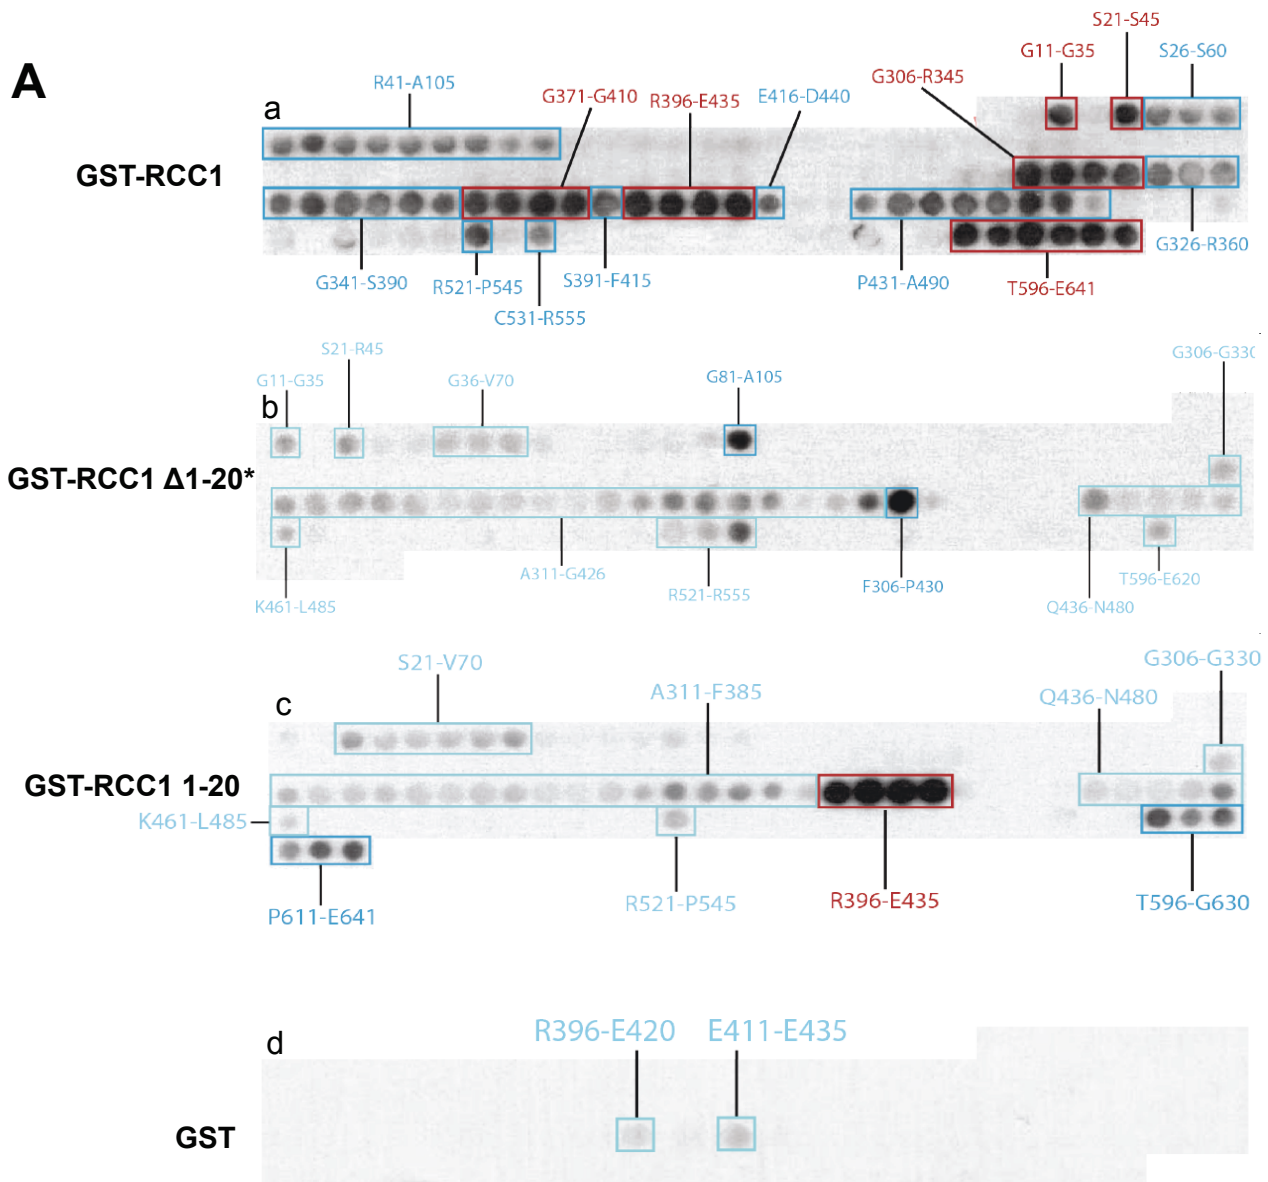 A
S21-S45
G11-G35
S26-S60
G306-R345
R41-A105
a
G371-G410
R396-E435
E416-D440
GST-RCC1
G341-S390
R521-P545
S391-F415
P431-A490
T596-E641
G326-R360
C531-R555
S21-R45
G306-G330
G11-G35
G36-V70
G81-A105
b
GST-RCC1 Δ1-20*
A311-G426
K461-L485
R521-R555
F306-P430
T596-E620
Q436-N480
S21-V70
G306-G330
A311-F385
Q436-N480
c
GST-RCC1 1-20
K461-L485
P611-E641
R521-P545
R396-E435
T596-G630
R396-E420
E411-E435
d
GST